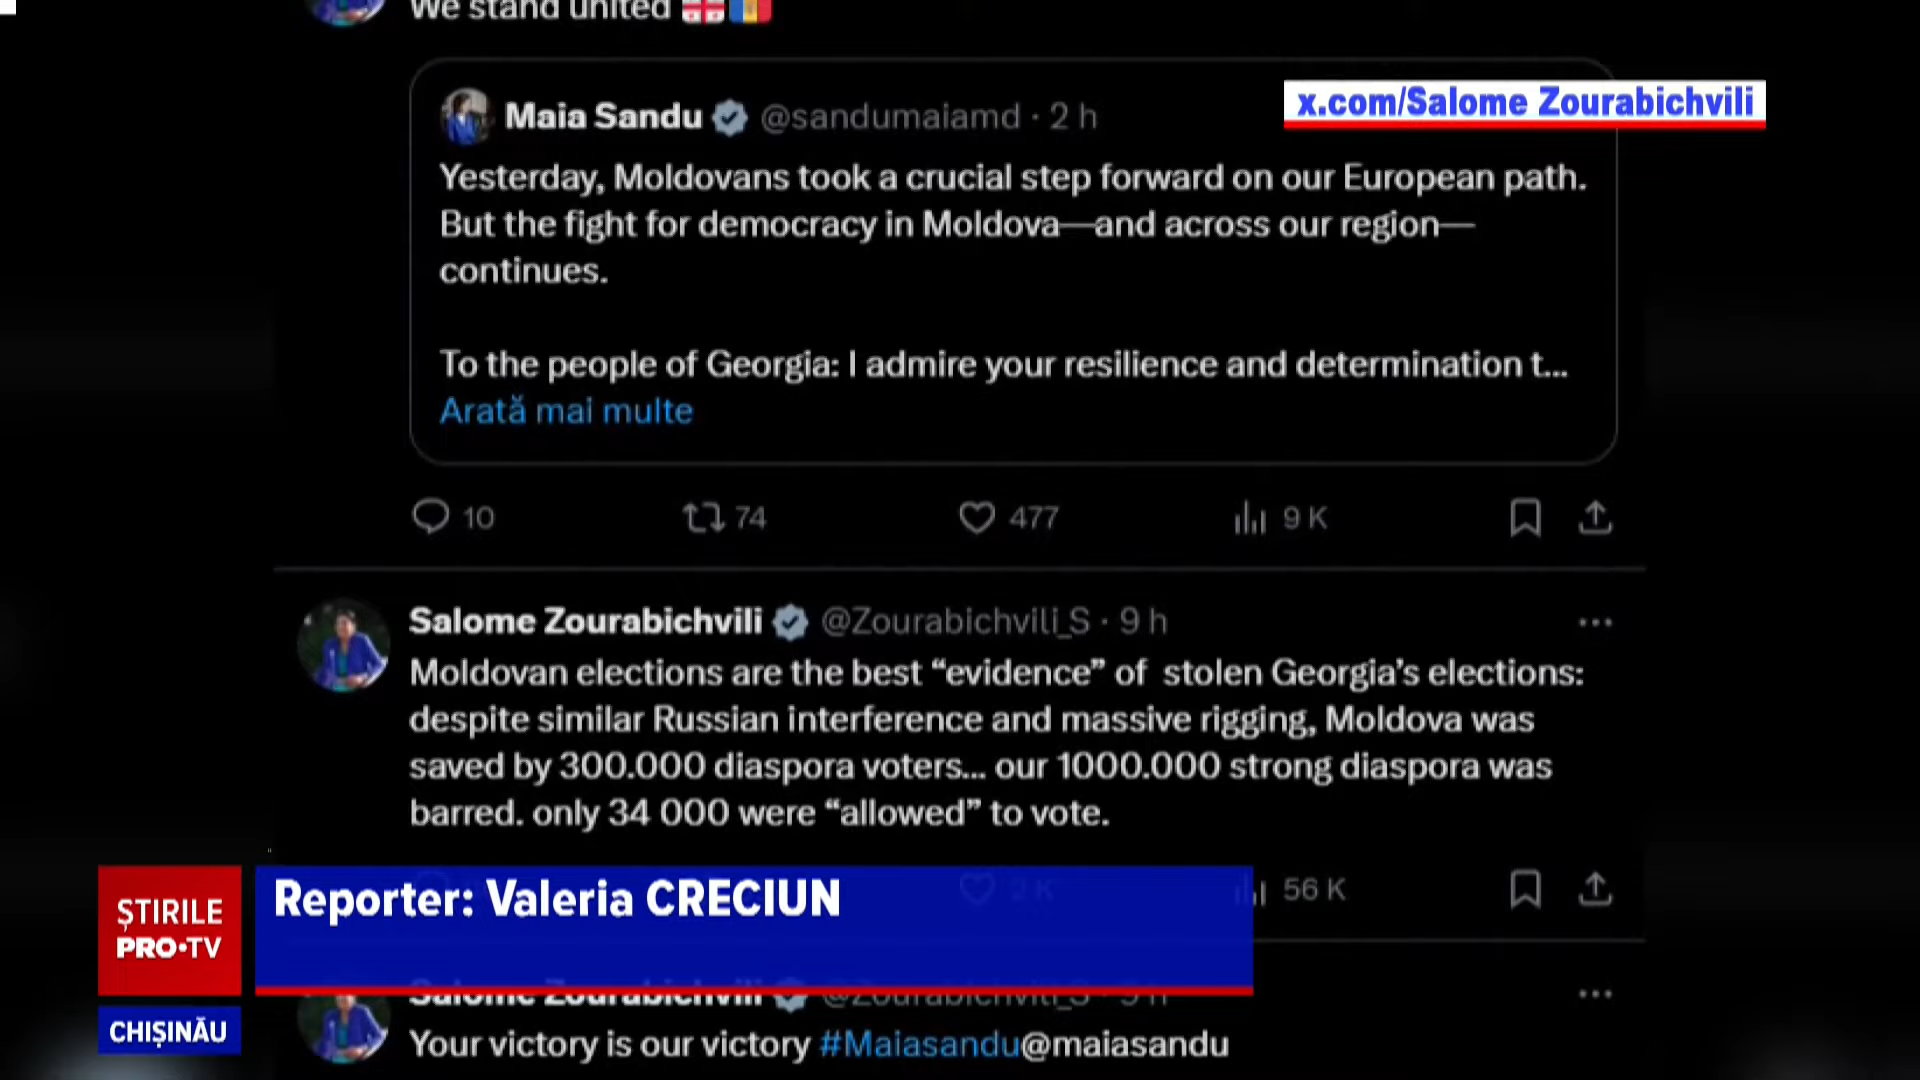 We stand united
Maia Sandu @sandumaiamd · 2 h
x.com/Salome Zourabichvili
Yesterday, Moldovans took a crucial step forward on our European path.
But the fight for democracy in Moldova—and across our region—
continues.
To the people of Georgia: I admire your resilience and determination t...
Arată mai multe
10 74 477 9 K
Salome Zourabichvili @Zourabichvili_S · 9 h
Moldovan elections are the best “evidence” of stolen Georgia’s elections:
despite similar Russian interference and massive rigging, Moldova was
saved by 300.000 diaspora voters... our 1000.000 strong diaspora was
barred. only 34 000 were “allowed” to vote.
2 K 56 K
Reporter: Valeria CRECIUN
ȘTIRILE
PRO•TV
CHIȘINĂU
Salome Zourabichvili @Zourabichvili_S · 9 h
Your victory is our victory #Maiasandu@maiasandu